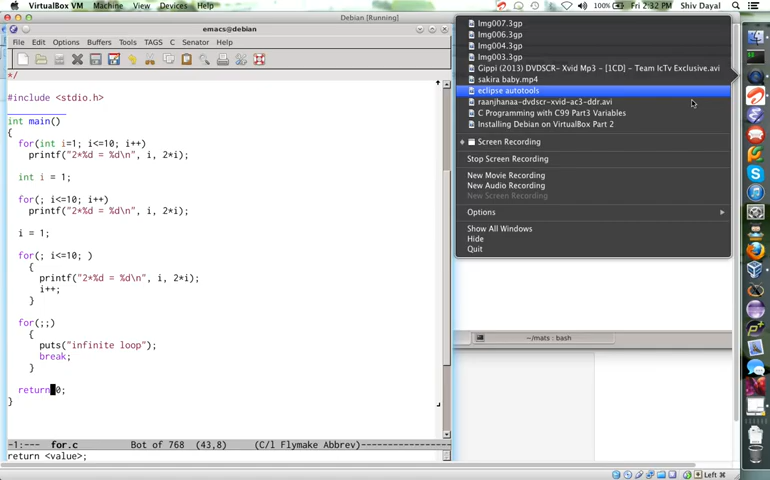 VirtualBox VM Machine View Devices Help
100% Fri 2:32 PM Shiv Dayal
Debian [Running]
emacs@debian
File Edit Options Buffers Tools TAGS C Senator Help
*/
#include <stdio.h>
int main()
{
for(int i=1; i<=10; i++)
printf("2*%d = %d\n", i, 2*i);
int i = 1;
for(; i<=10; i++)
printf("2*%d = %d\n", i, 2*i);
i = 1;
for(; i<=10; )
{
printf("2*%d = %d\n", i, 2*i);
i++;
}
for(;;)
{
puts("infinite loop");
break;
}
return 0;
}
-1:--- for.c Bot of 768 (43,8) (C/l Flymake Abbrev)
return <value>;
Img007.3gp
Img006.3gp
Img004.3gp
Img003.3gp
Gippi (2013) DVDSCR- Xvid Mp3 - [1CD] - Team IcTv Exclusive.avi
sakira baby.mp4
eclipse autotools
raanjhanaa-dvdscr-xvid-ac3-ddr.avi
C Programming with C99 Part3 Variables
Installing Debian on VirtualBox Part 2
Screen Recording
Stop Screen Recording
New Movie Recording
New Audio Recording
New Screen Recording
Options
Show All Windows
Hide
Quit
~/mats : bash
Left ⌘